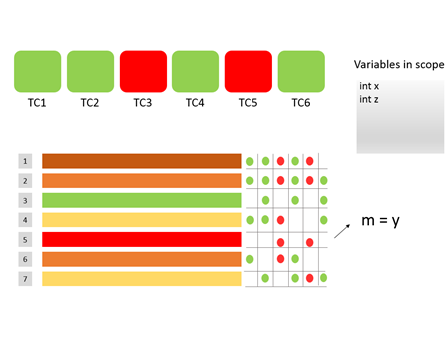 TC1 TC2 TC3 TC4 TC5 TC6
Variables in scope
int x
int z
1
2
3
4
5
6
7
m = y